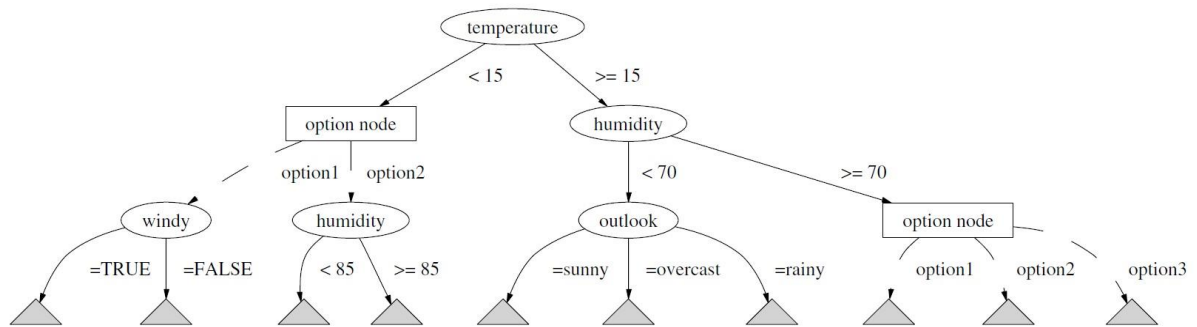 temperature
< 15 >= 15
option node humidity
option1 option2 < 70 >= 70
windy humidity outlook option node
=TRUE =FALSE < 85 >= 85 =sunny =overcast =rainy option1 option2 option3